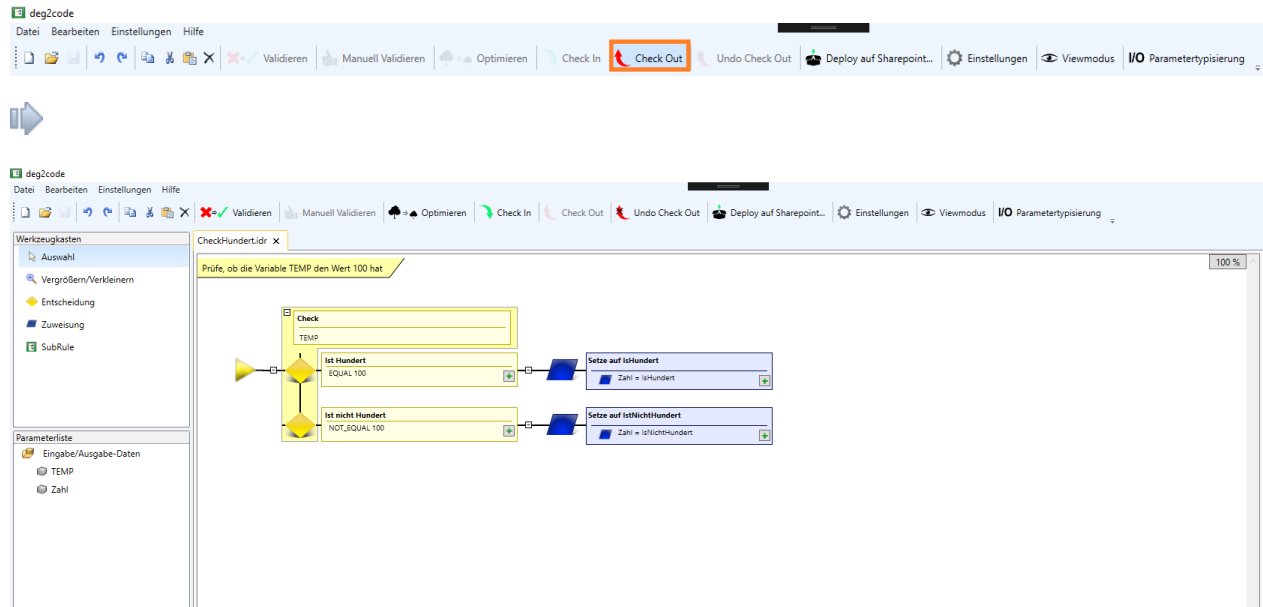 deg2code
Datei Bearbeiten Einstellungen Hilfe
Validieren Manuell Validieren Optimieren Check In Check Out Undo Check Out Deploy auf Sharepoint... Einstellungen Viewmodus I/O Parametertypisierung
deg2code
Datei Bearbeiten Einstellungen Hilfe
Validieren Manuell Validieren Optimieren Check In Check Out Undo Check Out Deploy auf Sharepoint... Einstellungen Viewmodus I/O Parametertypisierung
Werkzeugkasten
Auswahl
Vergrößern/Verkleinern
Entscheidung
Zuweisung
SubRule
Parameterliste
Eingabe/Ausgabe-Daten
TEMP
Zahl
CheckHundert.idr
Prüfe, ob die Variable TEMP den Wert 100 hat
100 %
Check
TEMP
Ist Hundert
EQUAL 100
Setze auf IsHundert
Zahl = IsHundert
Ist nicht Hundert
NOT_EQUAL 100
Setze auf IstNichtHundert
Zahl = IsNichtHundert